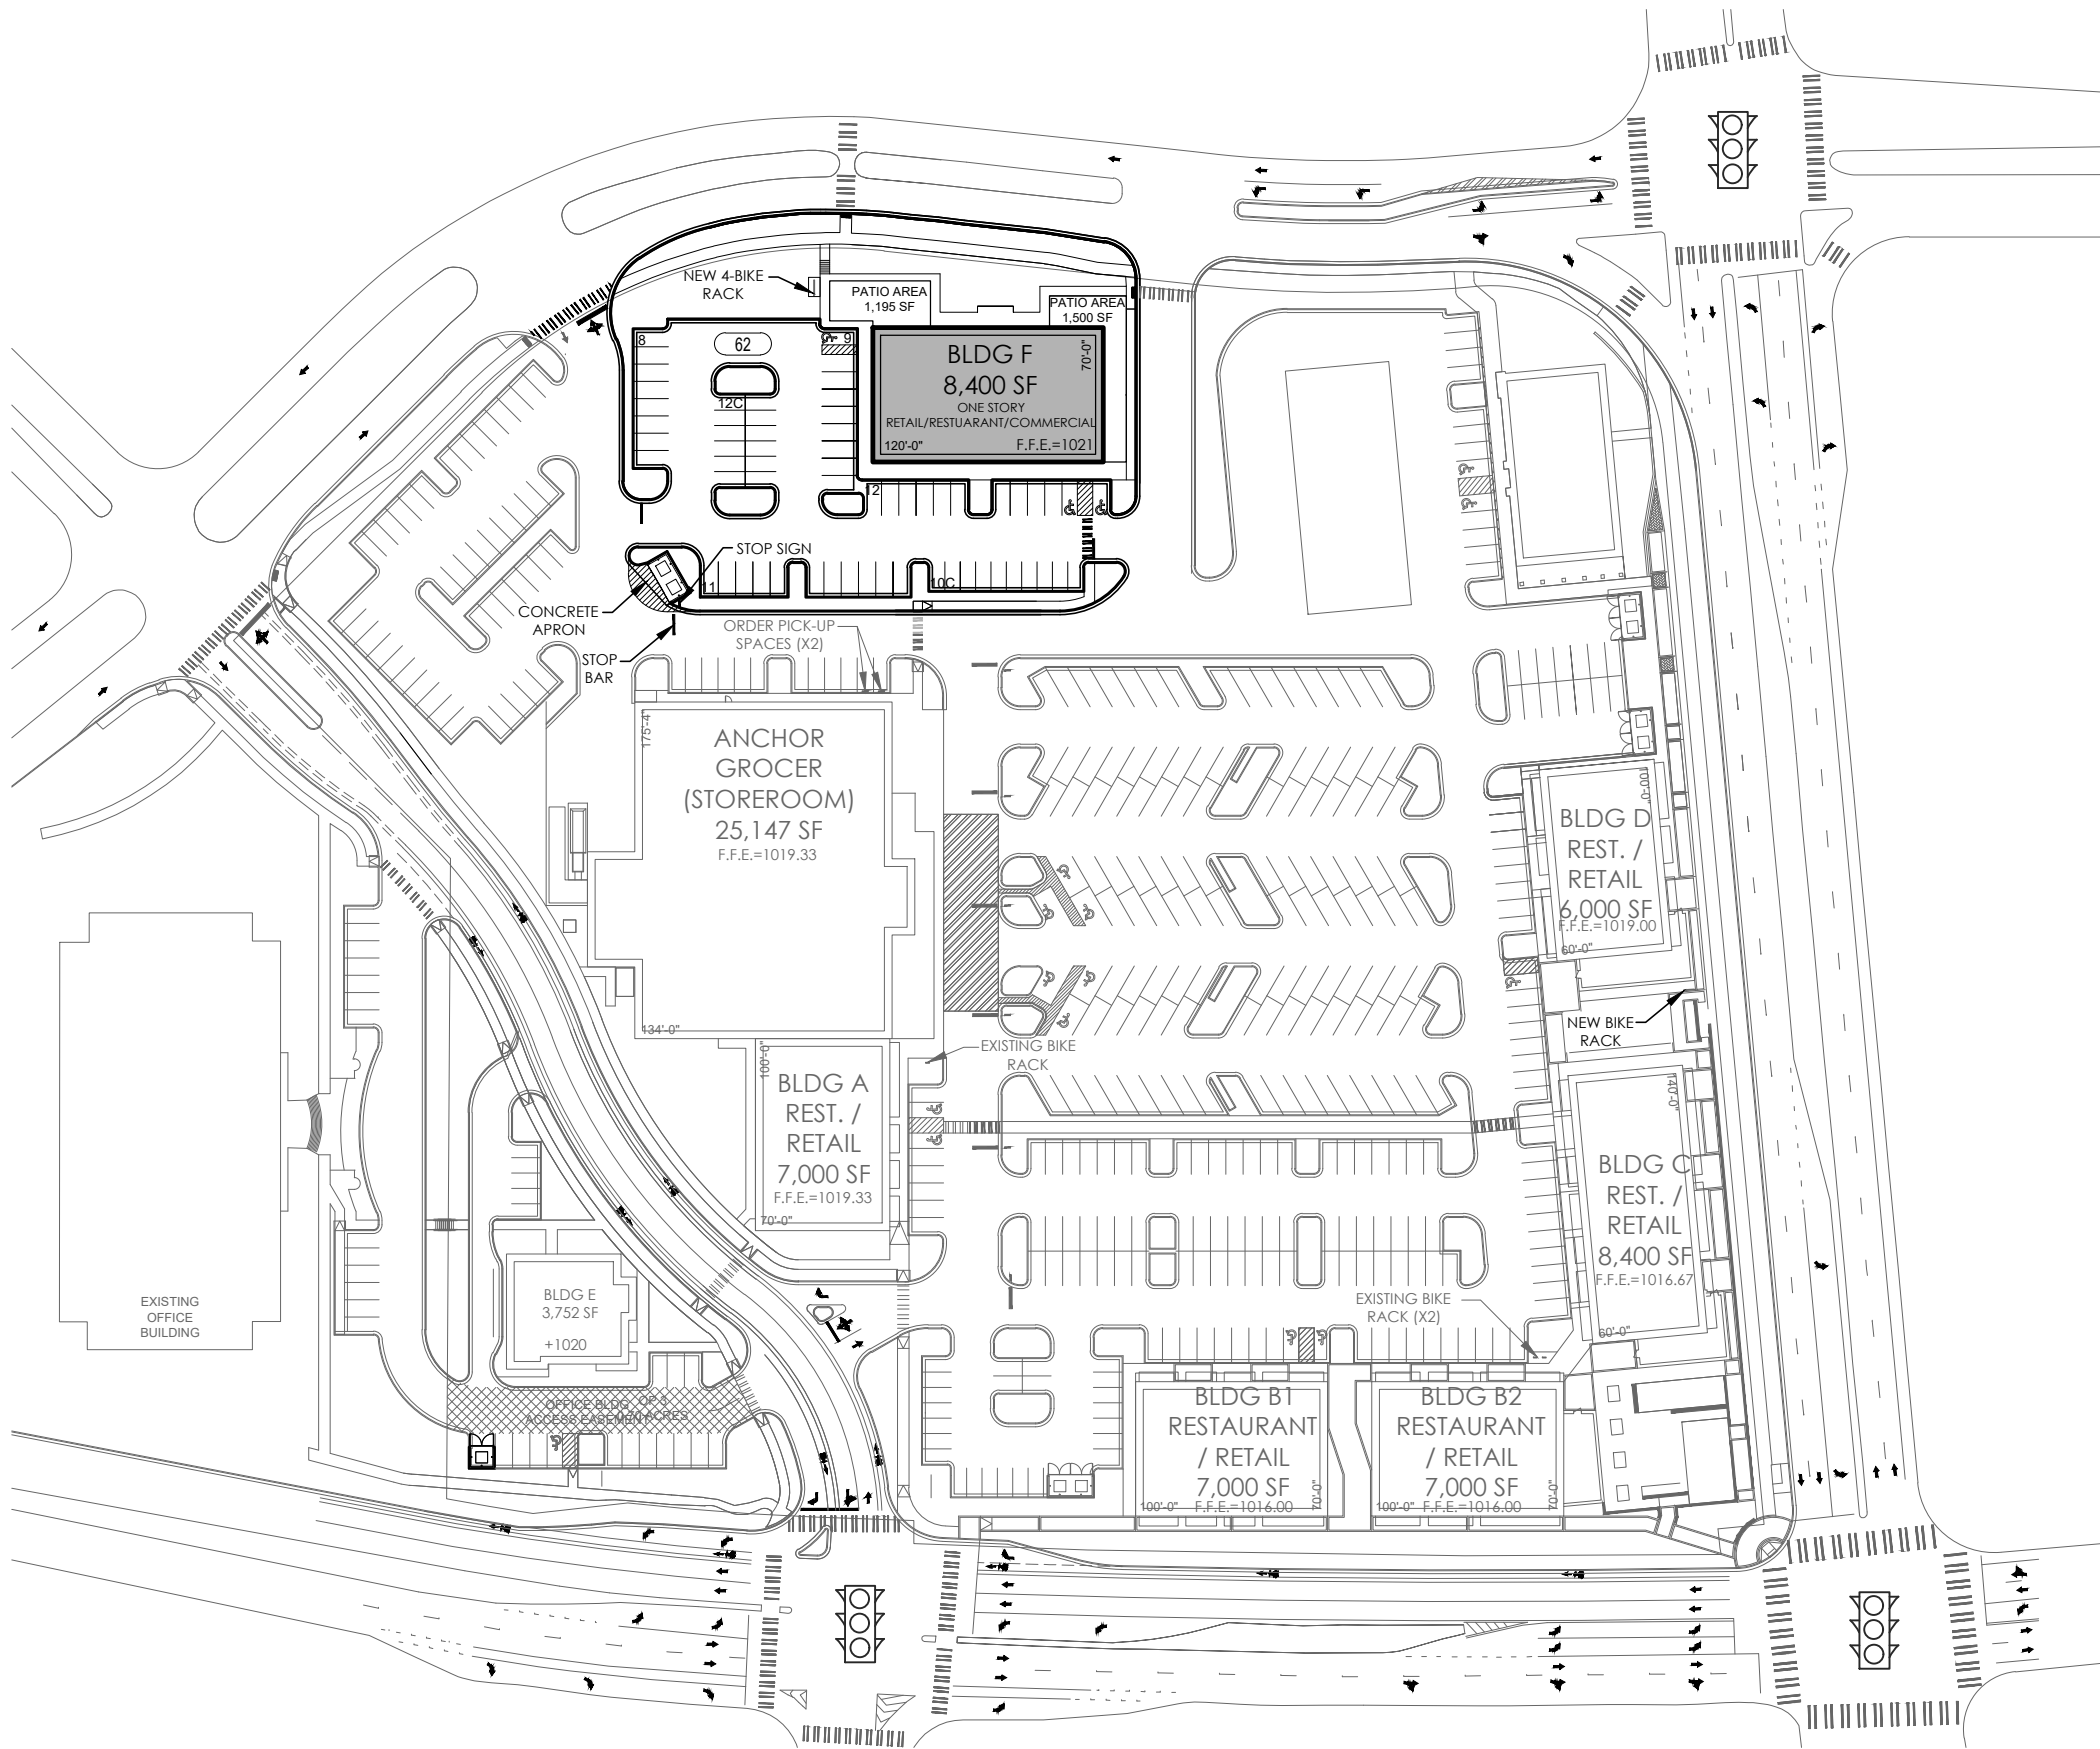 NEW 4-BIKE
RACK
PATIO AREA
1,195 SF
PATIO AREA
1,500 SF
8
62
9
BLDG F
8,400 SF
ONE STORY
RETAIL/RESTUARANT/COMMERCIAL
120'-0"
F.F.E.=1021
70'-0"
12C
12
STOP SIGN
11
10C
CONCRETE
APRON
STOP
BAR
ORDER PICK-UP
SPACES (X2)
175'-4"
ANCHOR
GROCER
(STOREROOM)
25,147 SF
F.F.E.=1019.33
134'-0"
BLDG D
REST. /
RETAIL
6,000 SF
F.F.E.=1019.00
60'-0"
NEW BIKE
RACK
EXISTING BIKE
RACK
100'-0"
BLDG A
REST. /
RETAIL
7,000 SF
F.F.E.=1019.33
70'-0"
BLDG C
REST. /
RETAIL
8,400 SF
F.F.E.=1016.67
60'-0"
EXISTING
OFFICE
BUILDING
BLDG E
3,752 SF
+1020
EXISTING BIKE
RACK (X2)
OFFICE BLDG
ACCESS EASEMENT
OP 3
ACRES
BLDG B1
RESTAURANT
/ RETAIL
7,000 SF
100'-0"
F.F.E.=1016.00
70'-0"
BLDG B2
RESTAURANT
/ RETAIL
7,000 SF
100'-0"
F.F.E.=1016.00
70'-0"